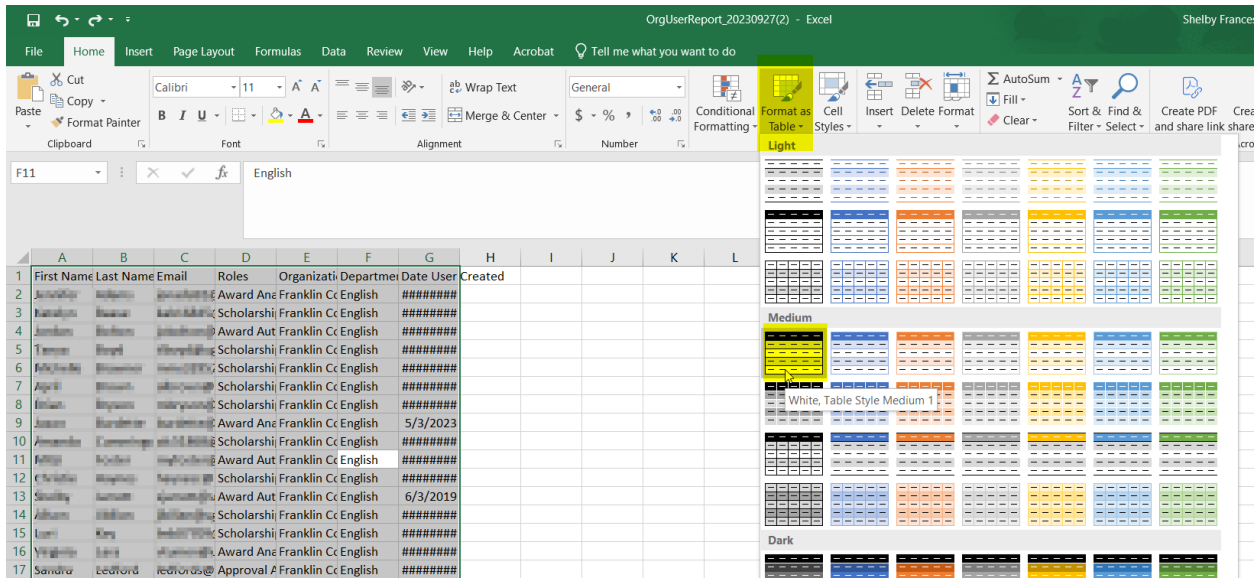 OrgUserReport_20230927(2) - Excel
Shelby Frances
File Home Insert Page Layout Formulas Data Review View Help Acrobat Tell me what you want to do
Paste
Cut
Copy
Format Painter
Clipboard
Calibri 11
B I U
Font
Wrap Text
Merge & Center
Alignment
General
$ % , .00
Number
Conditional Formatting
Format as Table
Cell Styles
Insert Delete Format
AutoSum
Fill
Clear
Sort & Filter
Find & Select
Create PDF and share link
Crea
share
Acro
F11 fx English
Light
Medium
White, Table Style Medium 1
Dark
A B C D E F G H I J K L
1 First Name Last Name Email Roles Organizati Departmen Date User Created
2 Award Ana Franklin Co English ########
3 Scholarshi Franklin Co English ########
4 Award Aut Franklin Co English ########
5 Scholarshi Franklin Co English ########
6 Scholarshi Franklin Co English ########
7 Scholarshi Franklin Co English ########
8 Scholarshi Franklin Co English ########
9 Award Ana Franklin Co English 5/3/2023
10 Scholarshi Franklin Co English ########
11 Award Aut Franklin Co English ########
12 Scholarshi Franklin Co English ########
13 Award Aut Franklin Co English 6/3/2019
14 Scholarshi Franklin Co English ########
15 Scholarshi Franklin Co English ########
16 Award Ana Franklin Co English ########
17 Approval A Franklin Co English ########